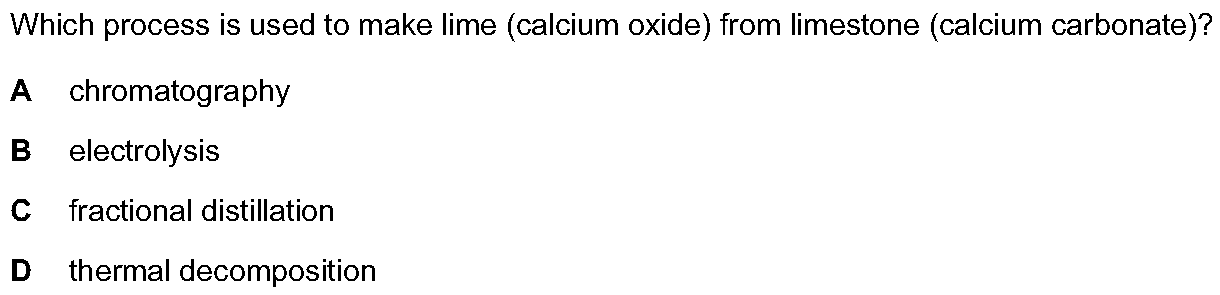 Which process is used to make lime (calcium oxide) from limestone (calcium carbonate)?
A chromatography
B electrolysis
C fractional distillation
D thermal decomposition